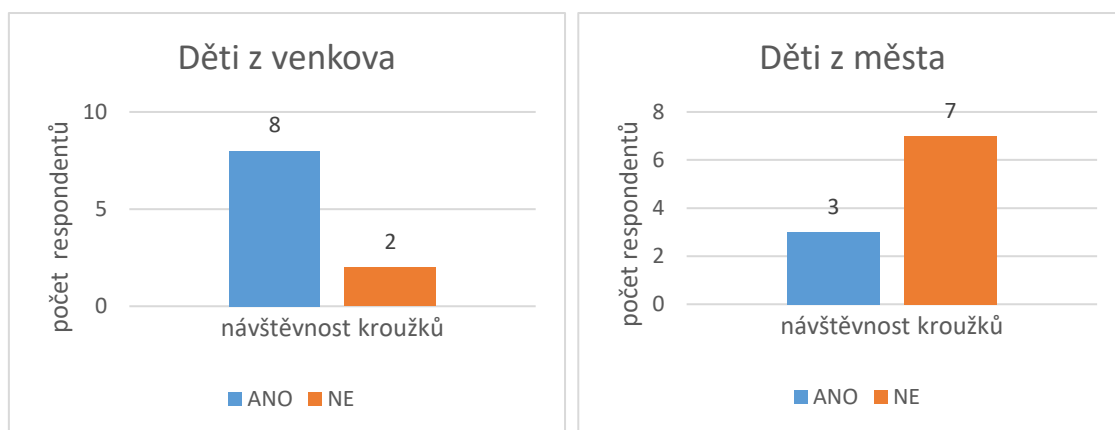 Děti z venkova
počet respondentů
10
5
0
8
2
návštěvnost kroužků
ANO NE
Děti z města
počet respondentů
8
6
4
2
0
3
7
návštěvnost kroužků
ANO NE